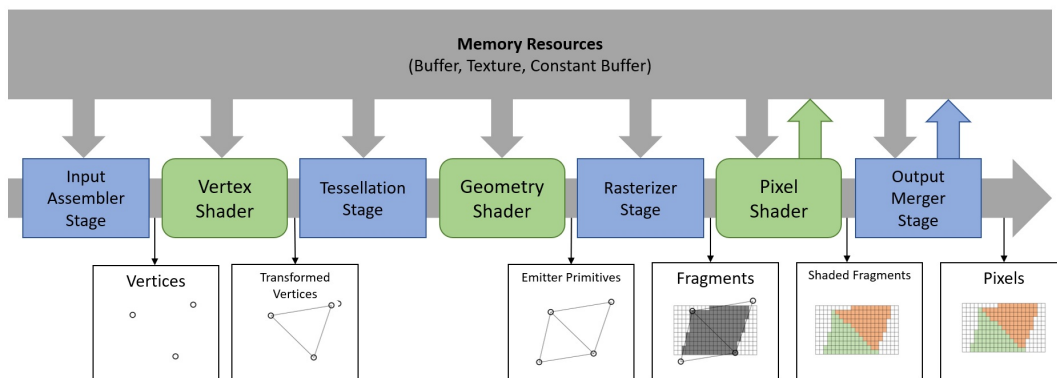 Memory Resources
(Buffer, Texture, Constant Buffer)
Input
Assembler
Stage
Vertex
Shader
Tessellation
Stage
Geometry
Shader
Rasterizer
Stage
Pixel
Shader
Output
Merger
Stage
Vertices
Transformed
Vertices
Emitter Primitives
Fragments
Shaded Fragments
Pixels